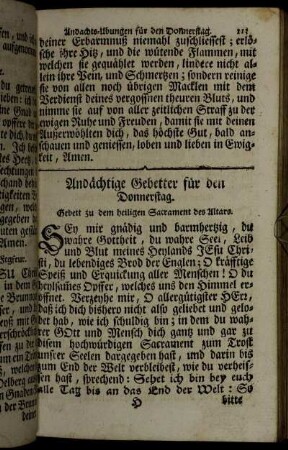 Andachts-Ubungen für den Donnerstag.
deiner Erbarmnuß niemahl zuschliessest; erlö-
sche ihre Hitz, und die wütende Flammen, mit
welchen sie gequählet werden, lindere nicht al-
lein ihre Pein, und Schmertzen; sondern reinige
sie von allen noch übrigen Macklen mit dem
Verdienst deines vergossnen theuren Bluts, und
nimme sie auf von aller zeitlichen Straff zu der
ewigen Ruhe und Freuden, damit sie mit deinen
Außerwöhlten dich, das höchste Gut, bald an-
schauen und geniessen, loben und lieben in Ewig-
keit, Amen.
Andächtige Gebetter für den
Donnerstag.
Gebett zu dem heiligen Sacrament des Altars.
SEy mir gnädig und barmhertzig, du
wahre Gottheit, du wahre Seel, Leib
und Blut meines Heylands JEsu Chri-
sti, du lebendiges Brod der Englen: O kräfftige
Speiß und Erquickung aller Menschen! O du
heylsames Opffer, welches uns den Himmel er-
öffnet. Verzeyhe mir, O allergütigster HErr,
daß ich dich bishero nicht also geliebet und gelo-
bet hab, wie ich schuldig bin; in dem du wah-
rer GOtt und Mensch dich gantz und gar zu
disem hochwürdigen Sacrament zum Trost
unserer Seelen dargegeben hast, und darin bis
zum End der Welt verbleibest, wie du verheis-
sen hast, sprechend: Sehet ich bin bey euch
alle Tag bis an das End der Welt: So
bitte